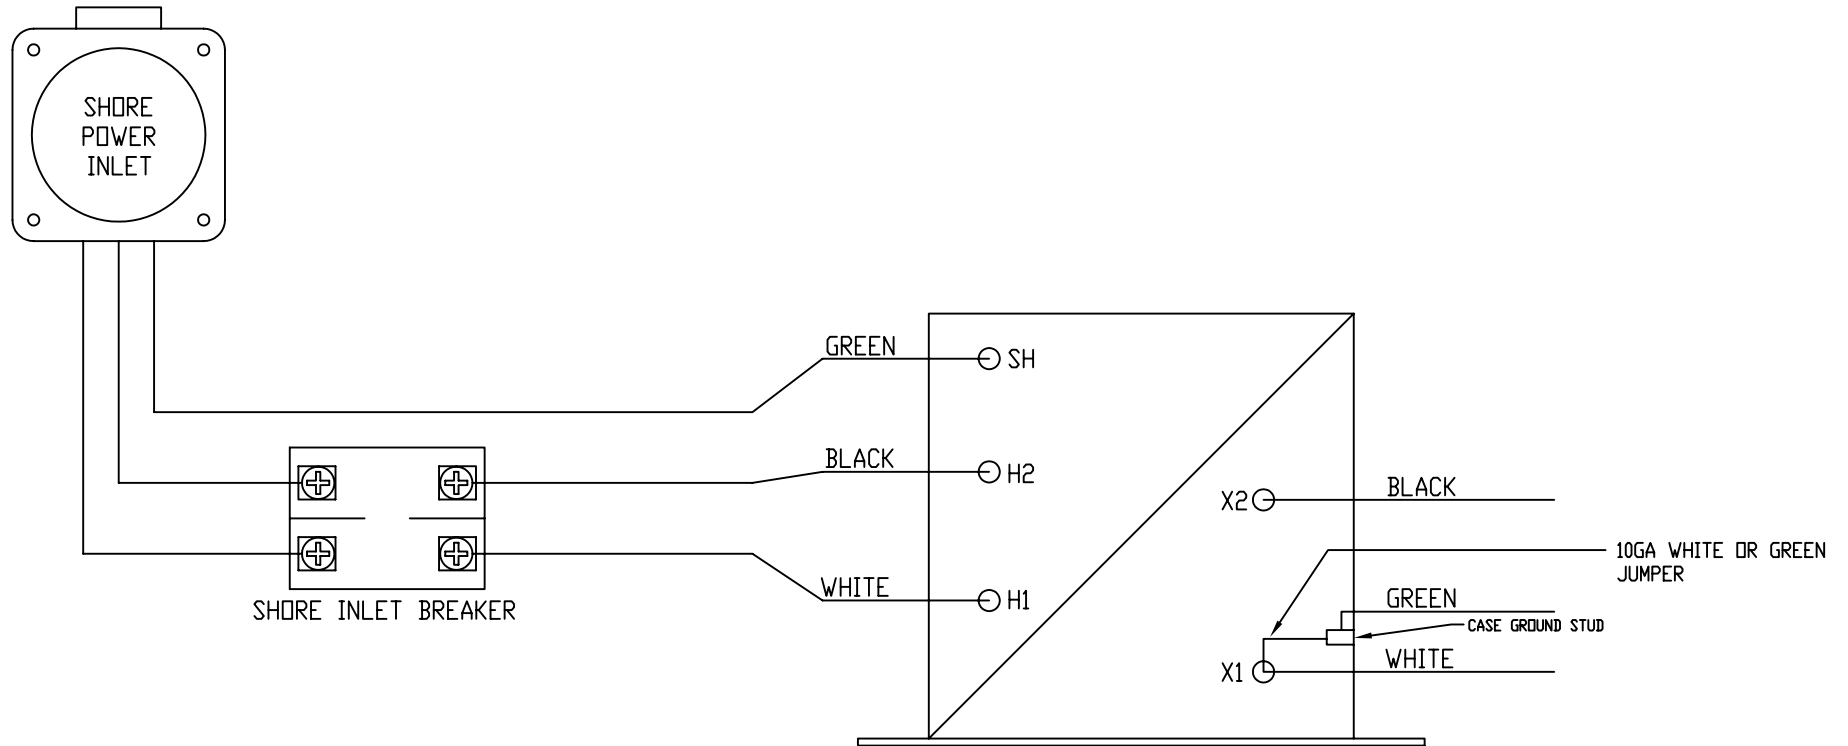 SHORE
POWER
INLET
GREEN
SH
BLACK
H2
WHITE
H1
SHORE INLET BREAKER
X2
BLACK
10GA WHITE OR GREEN
JUMPER
GREEN
CASE GROUND STUD
X1
WHITE